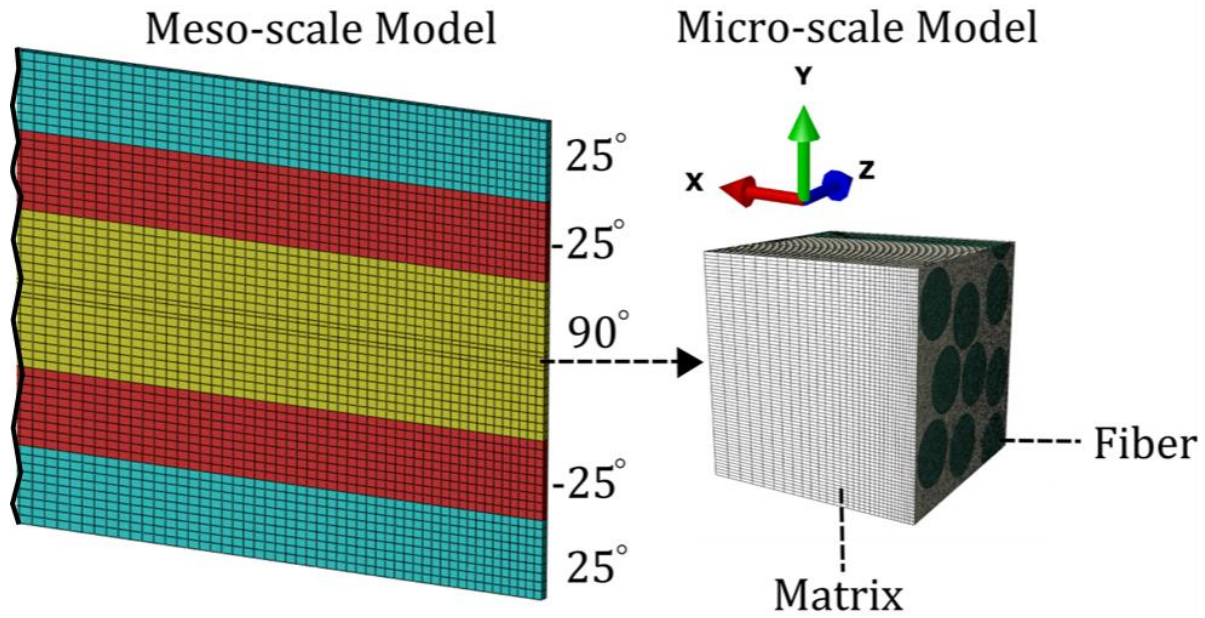 Meso-scale Model
Micro-scale Model
Y
X
Z
25°
-25°
90°
-25°
25°
Fiber
Matrix